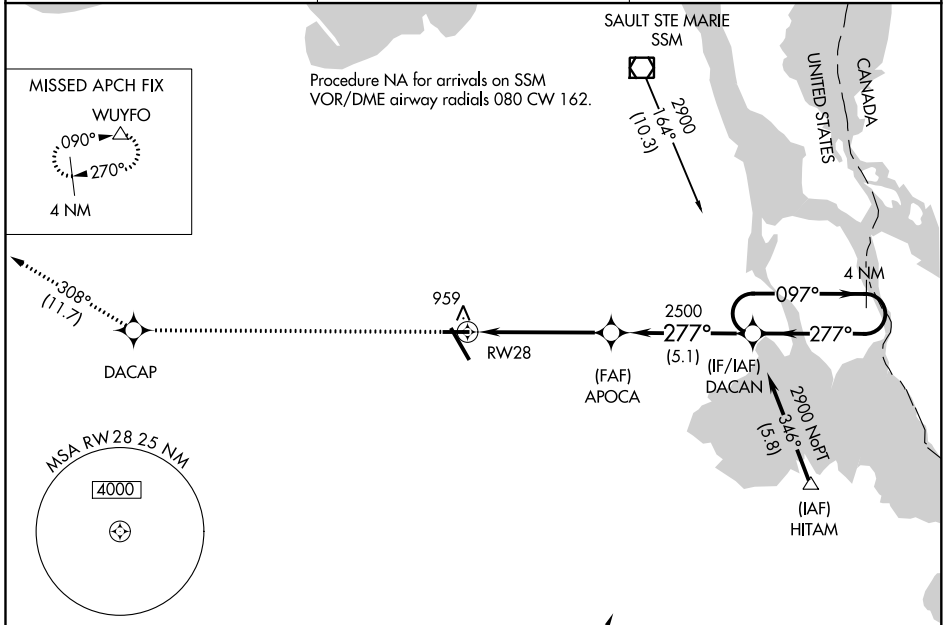 SAULT STE MARIE
SSM
MISSED APCH FIX
WUYFO
090°
270°
4 NM
Procedure NA for arrivals on SSM
VOR/DME airway radials 080 CW 162.
2900
164°
(10.3)
CANADA
UNITED STATES
308°
(11.7)
DACAP
959
RW28
(FAF)
APOCA
2500
277°
(5.1)
(IF/IAF)
DACAN
4 NM
097°
277°
2900 NoPT
346°
(5.8)
(IAF)
HITAM
MSA RW28 25 NM
4000